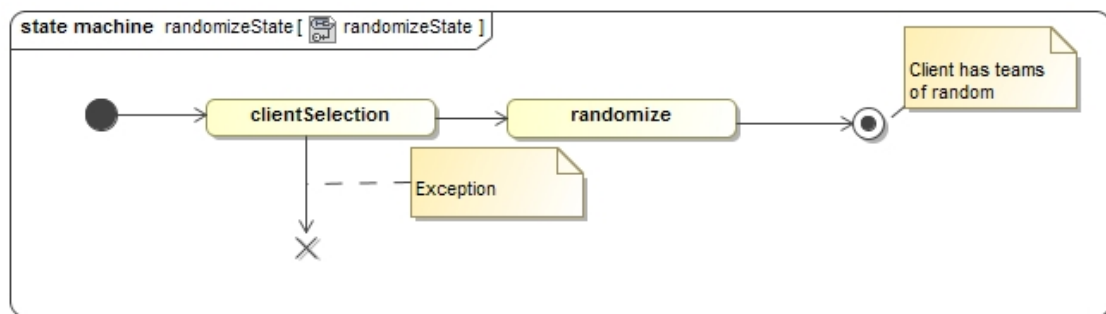 state machine randomizeState [ randomizeState ]
Client has teams
of random
clientSelection
randomize
Exception